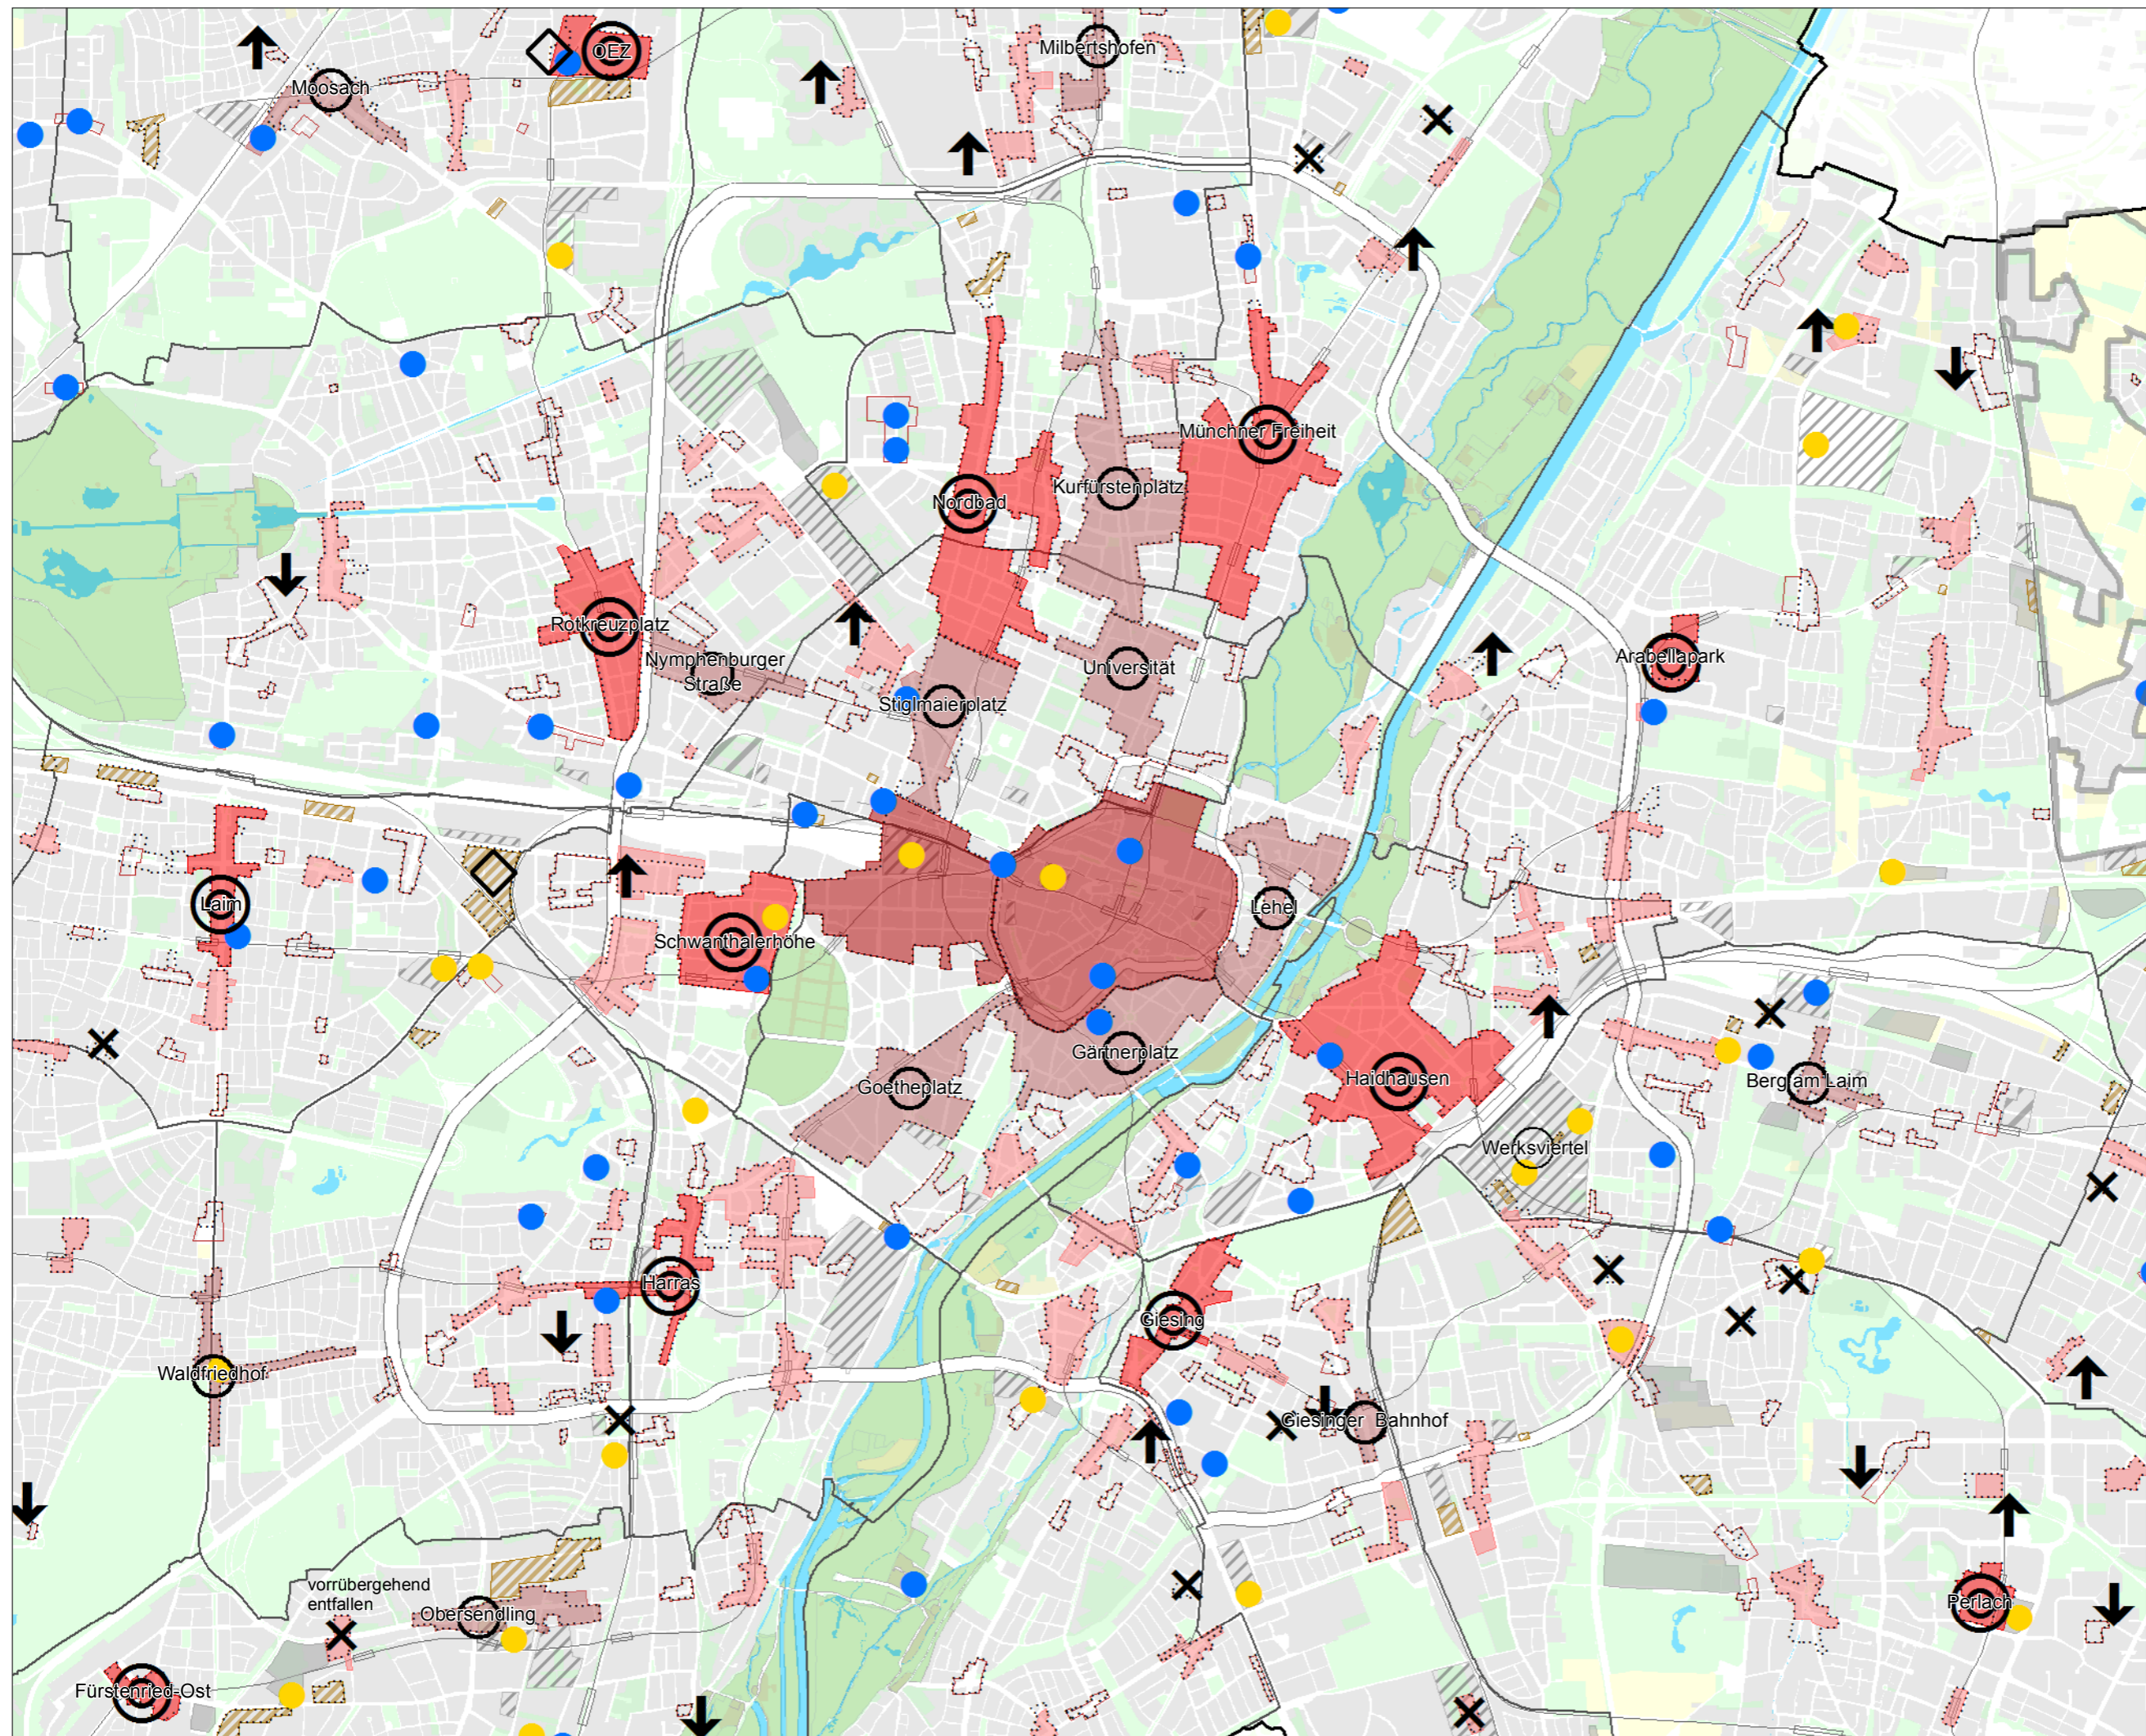 OEZ
Milbertshofen
Moosach
Münchner Freiheit
Kurfürstenplatz
Nordbad
Rotkreuzplatz
Nymphenburger
Straße
Universität
Arabellapark
Stiglmaierplatz
Laim
Lehel
Schwanthalerhöhe
Gärtnerplatz
Haidhausen
Berg am Laim
Goetheplatz
Werksviertel
Harras
Giesing
Waldfriedhof
Giesinger Bahnhof
vorrübergehend
entfallen
Obersendling
Perlach
Fürstenried-Ost